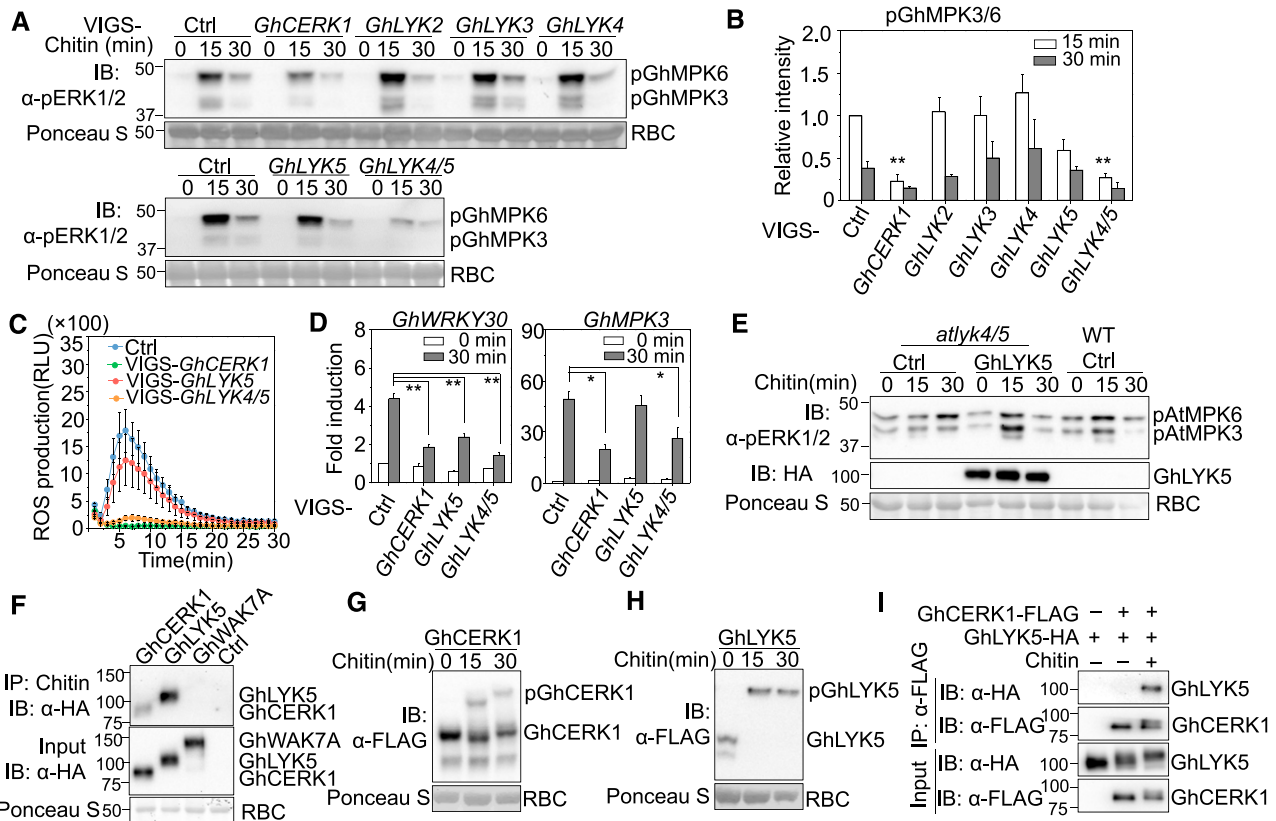 A
VIGS- Ctrl GhCERK1 GhLYK2 GhLYK3 GhLYK4
Chitin (min) 0 15 30 0 15 30 0 15 30 0 15 30 0 15 30
IB: 50 pGhMPK6
α-pERK1/2 37 pGhMPK3
Ponceau S 50 RBC
Ctrl GhLYK5 GhLYK4/5
0 15 30 0 15 30 0 15 30
IB: 50 pGhMPK6
α-pERK1/2 37 pGhMPK3
Ponceau S 50 RBC
B
pGhMPK3/6
Relative intensity
2.0
1.5
1.0
0.5
0
15 min
30 min
** **
VIGS- Ctrl GhCERK1 GhLYK2 GhLYK3 GhLYK4 GhLYK5 GhLYK4/5
C
(×100)
ROS production(RLU)
35
30
25
20
15
10
5
0
Ctrl
VIGS-GhCERK1
VIGS-GhLYK5
VIGS-GhLYK4/5
5 10 15 20 25 30
Time(min)
D
GhWRKY30
Fold induction
8
6
4
2
0
0 min
30 min
** ** **
VIGS- Ctrl GhCERK1 GhLYK5 GhLYK4/5
GhMPK3
90
60
30
0
0 min
30 min
* *
Ctrl GhCERK1 GhLYK5 GhLYK4/5
E
atlyk4/5 WT
Ctrl GhLYK5 Ctrl
Chitin(min) 0 15 30 0 15 30 0 15 30
IB: 50 pAtMPK6
α-pERK1/2 37 pAtMPK3
IB: HA 100 GhLYK5
Ponceau S 50 RBC
F
GhCERK1 GhLYK5 GhWAK7A Ctrl
150
IP: Chitin 100 GhLYK5
IB: α-HA 75 GhCERK1
Input 150 GhWAK7A
IB: α-HA 100 GhLYK5
75 GhCERK1
Ponceau S 50 RBC
G
GhCERK1
Chitin(min) 0 15 30
pGhCERK1
IB:
α-FLAG GhCERK1
Ponceau S RBC
H
GhLYK5
Chitin(min) 0 15 30
pGhLYK5
IB:
α-FLAG GhLYK5
Ponceau S RBC
I
GhCERK1-FLAG − + +
GhLYK5-HA + + +
Chitin − − +
IP: α-FLAG
IB: α-HA 100 GhLYK5
IB: α-FLAG 100 75 GhCERK1
Input
IB: α-HA 100 GhLYK5
IB: α-FLAG 100 75 GhCERK1